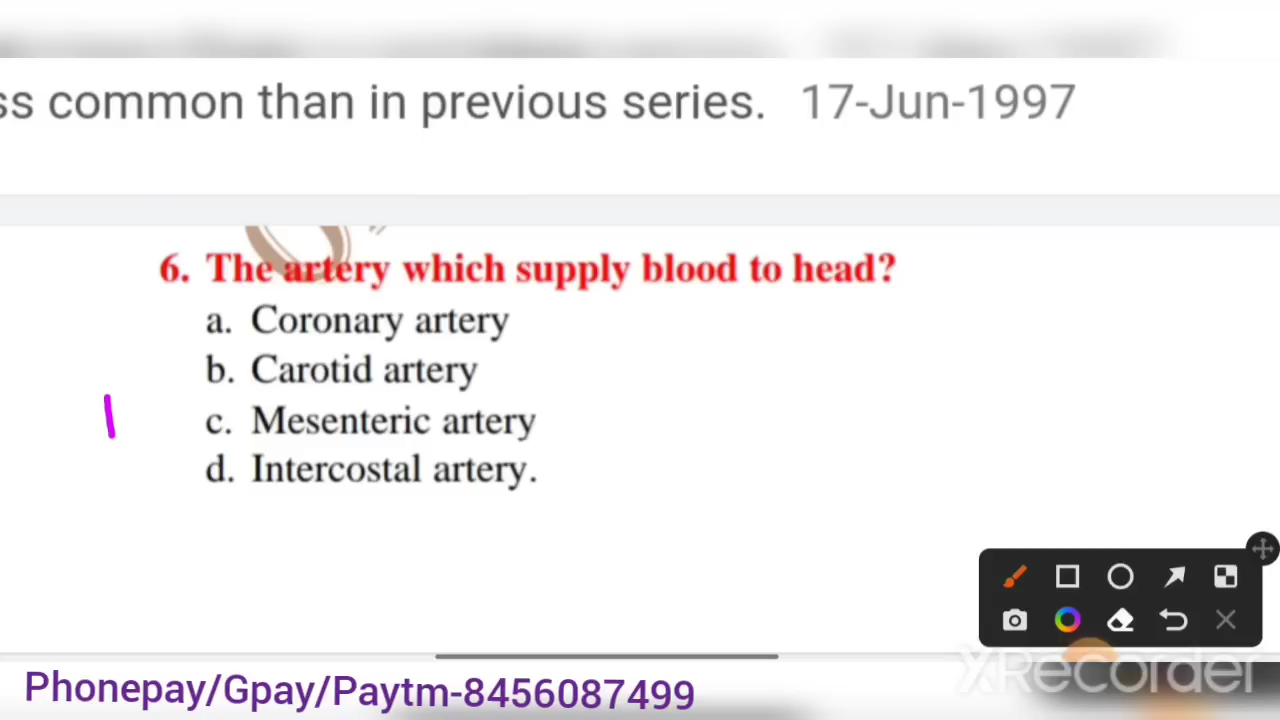 ss common than in previous series. 17-Jun-1997
6. The artery which supply blood to head?
a. Coronary artery
b. Carotid artery
c. Mesenteric artery
d. Intercostal artery.
XRecorder
Phonepay/Gpay/Paytm-8456087499